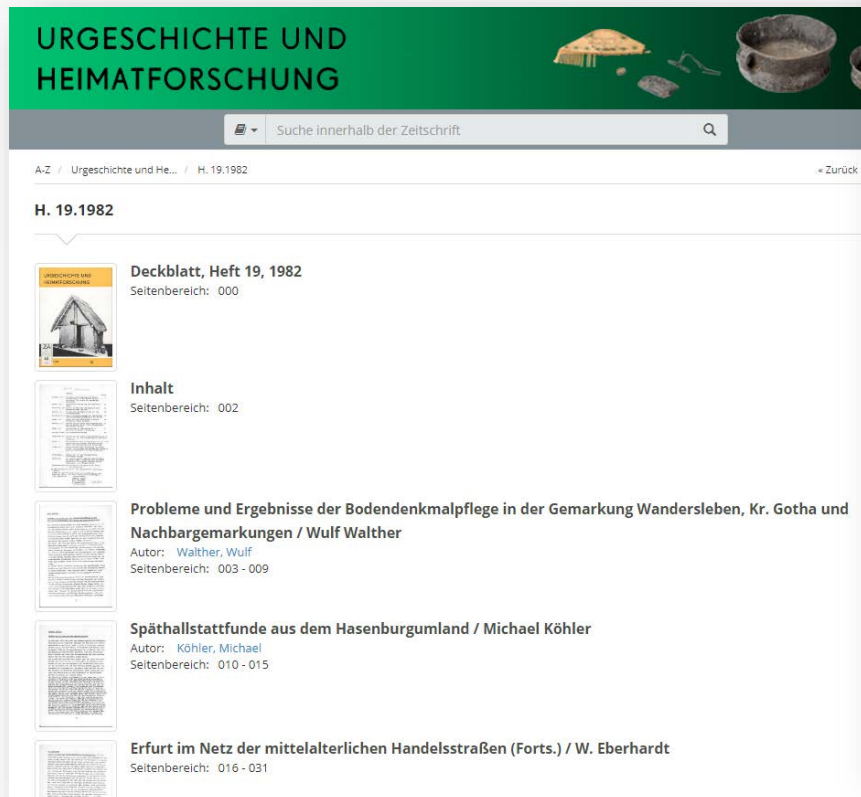 URGESCHICHTE UND
HEIMATFORSCHUNG
Suche innerhalb der Zeitschrift
A-Z / Urgeschichte und He... / H. 19.1982
« Zurück
H. 19.1982
URGESCHICHTE UND
HEIMATFORSCHUNG
Deckblatt, Heft 19, 1982
Seitenbereich: 000
Inhalt
Seitenbereich: 002
Probleme und Ergebnisse der Bodendenkmalpflege in der Gemarkung Wandersleben, Kr. Gotha und
Nachbargemarkungen / Wulf Walther
Autor: Walther, Wulf
Seitenbereich: 003 - 009
Späthallstattfunde aus dem Hasenburgumland / Michael Köhler
Autor: Köhler, Michael
Seitenbereich: 010 - 015
Erfurt im Netz der mittelalterlichen Handelsstraßen (Forts.) / W. Eberhardt
Seitenbereich: 016 - 031